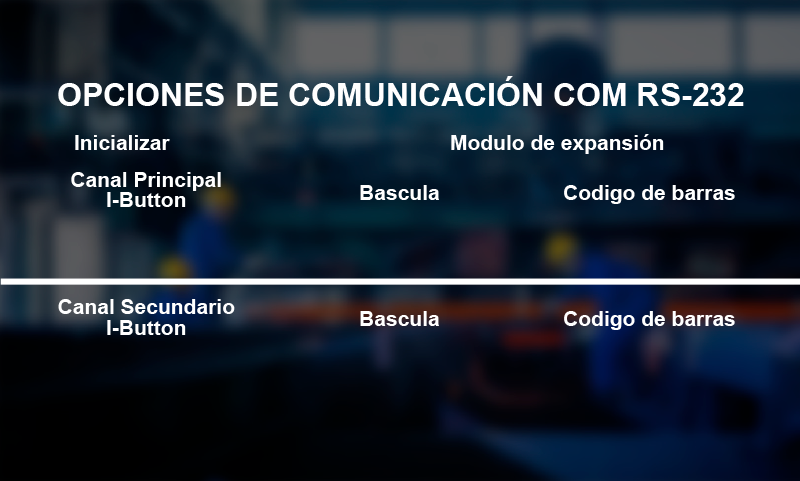 OPCIONES DE COMUNICACIÓN COM RS-232
Inicializar
Modulo de expansión
Canal Principal
I-Button
Bascula
Codigo de barras
Canal Secundario
I-Button
Bascula
Codigo de barras